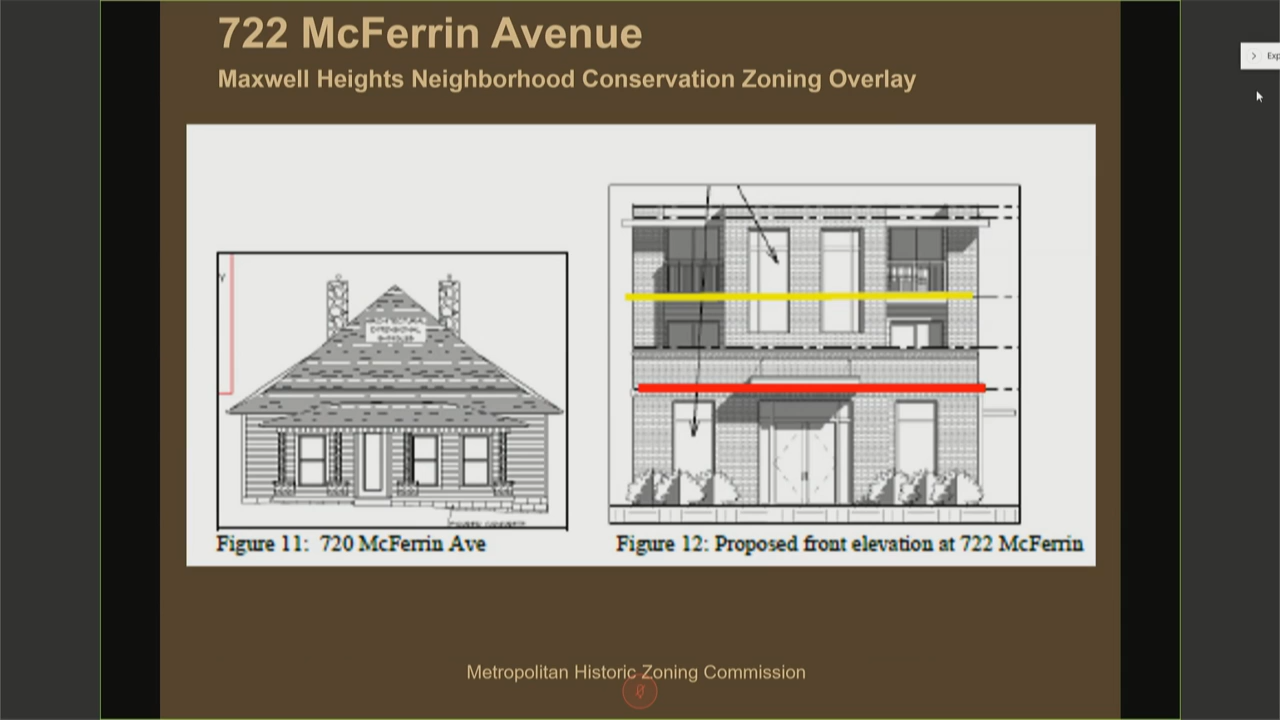 722 McFerrin Avenue
Maxwell Heights Neighborhood Conservation Zoning Overlay
Exp
Figure 11:  720 McFerrin Ave
Figure 12: Proposed front elevation at 722 McFerrin
Metropolitan Historic Zoning Commission